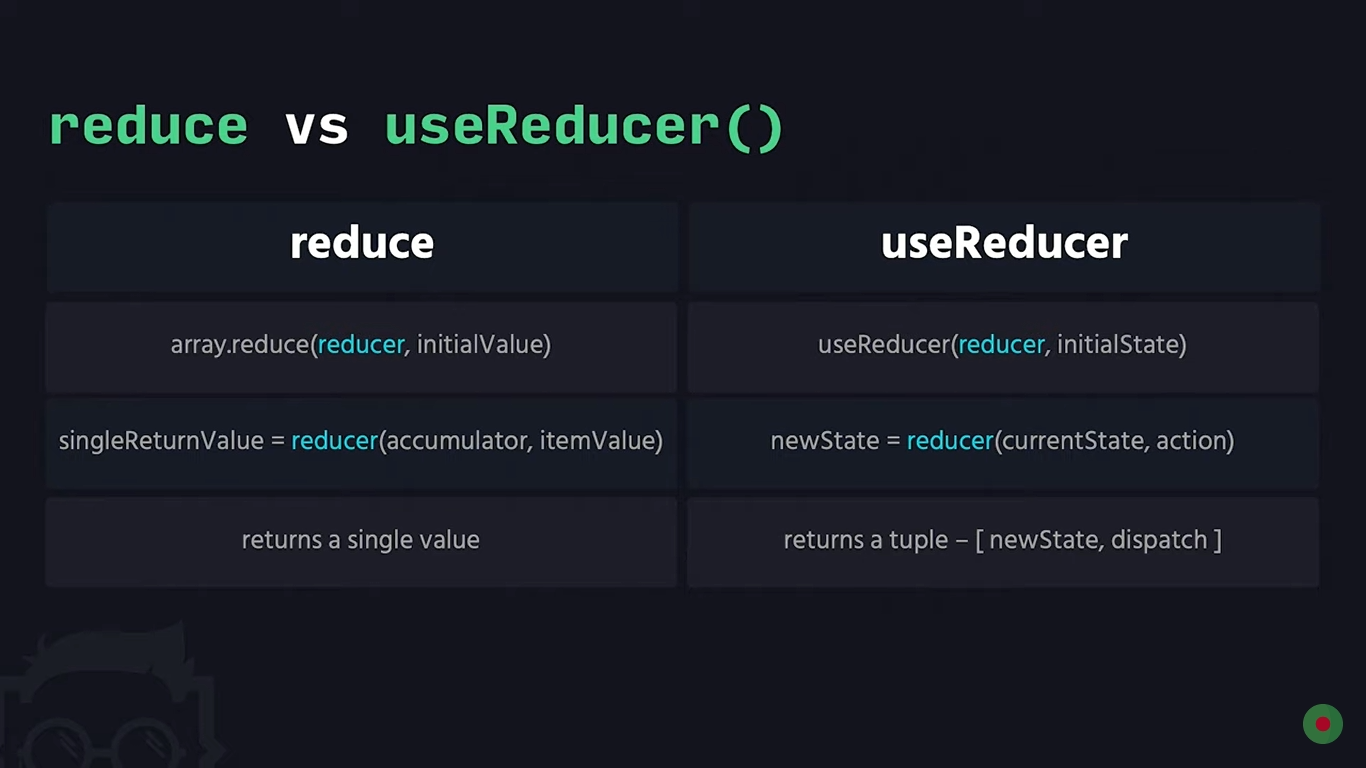 reduce vs useReducer()
reduce
useReducer
array.reduce(reducer, initialValue)
useReducer(reducer, initialState)
singleReturnValue = reducer(accumulator, itemValue)
newState = reducer(currentState, action)
returns a single value
returns a tuple – [ newState, dispatch ]